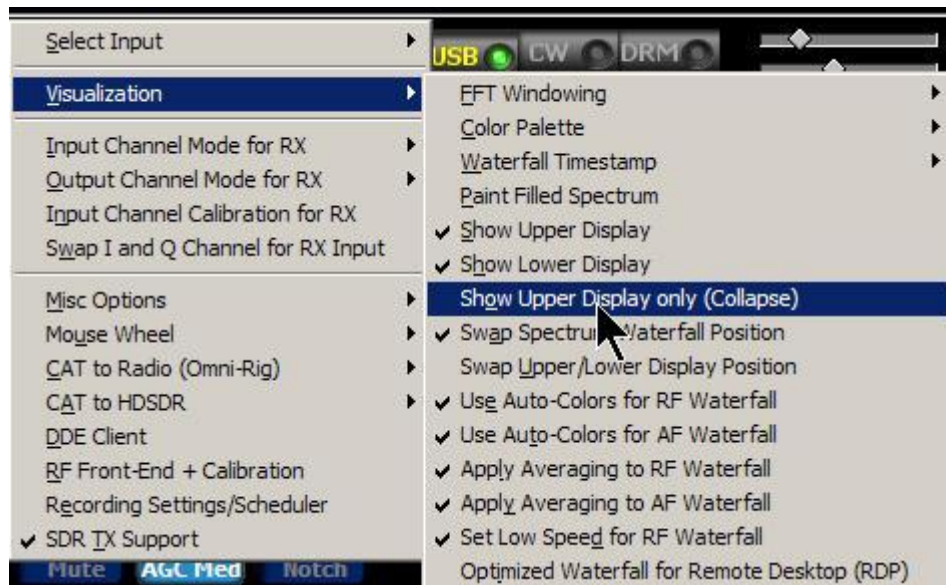 Select Input
Visualization
Input Channel Mode for RX
Output Channel Mode for RX
Input Channel Calibration for RX
Swap I and Q Channel for RX Input
Misc Options
Mouse Wheel
CAT to Radio (Omni-Rig)
CAT to HDSDR
DDE Client
RF Front-End + Calibration
Recording Settings/Scheduler
SDR TX Support
Mute AGC Med Notch
USB CW DRM
FFT Windowing
Color Palette
Waterfall Timestamp
Paint Filled Spectrum
Show Upper Display
Show Lower Display
Show Upper Display only (Collapse)
Swap Spectrum Waterfall Position
Swap Upper/Lower Display Position
Use Auto-Colors for RF Waterfall
Use Auto-Colors for AF Waterfall
Apply Averaging to RF Waterfall
Apply Averaging to AF Waterfall
Set Low Speed for RF Waterfall
Optimized Waterfall for Remote Desktop (RDP)